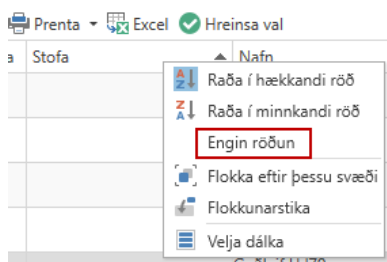 Prenta Excel Hreinsa val
a Stofa Nafn
Raða í hækkandi röð
Raða í minnkandi röð
Engin röðun
Flokka eftir þessu svæði
Flokkunarstika
Velja dálka